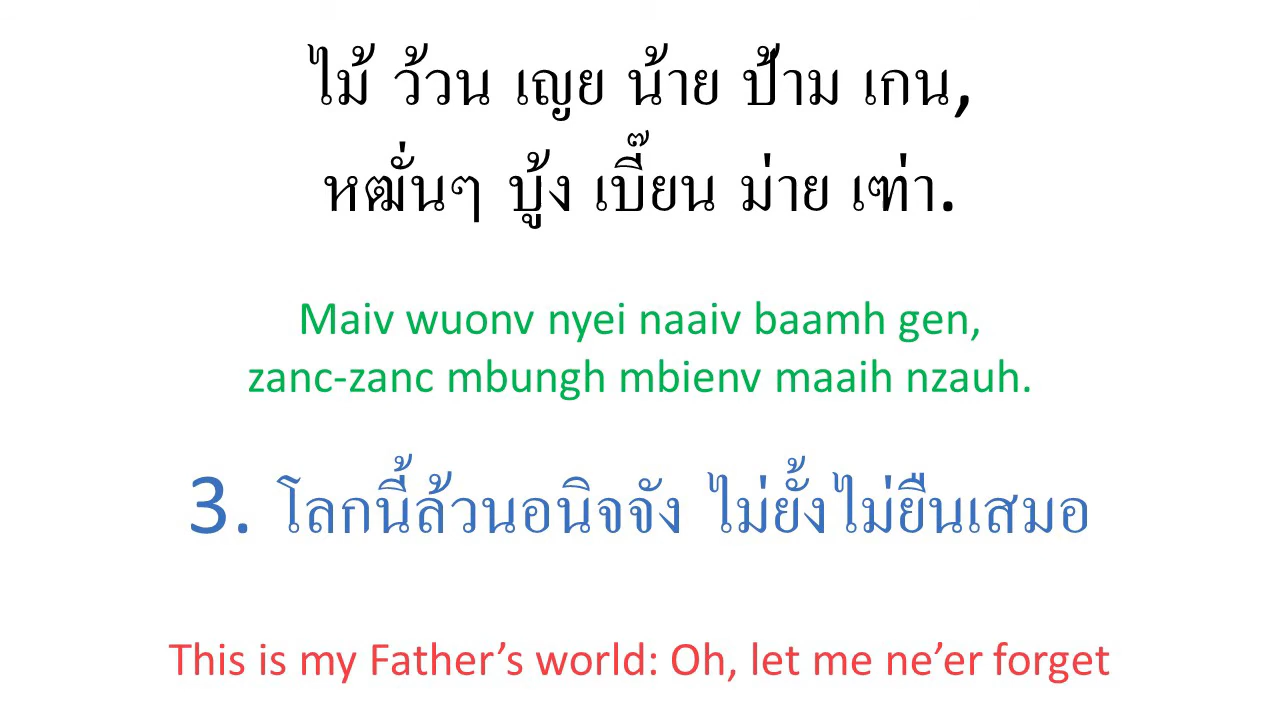 ไม้ ว้วน เญย น้าย ป้าม เกน,
หฒั่นๆ บู้ง เบี๊ยน ม่าย เฑ่า.
Maiv wuonv nyei naaiv baamh gen,
zanc-zanc mbungh mbienv maaih nzauh.
3. โลกนี้ล้วนอนิจจัง ไม่ยั้งไม่ยืนเสมอ
This is my Father’s world: Oh, let me ne’er forget